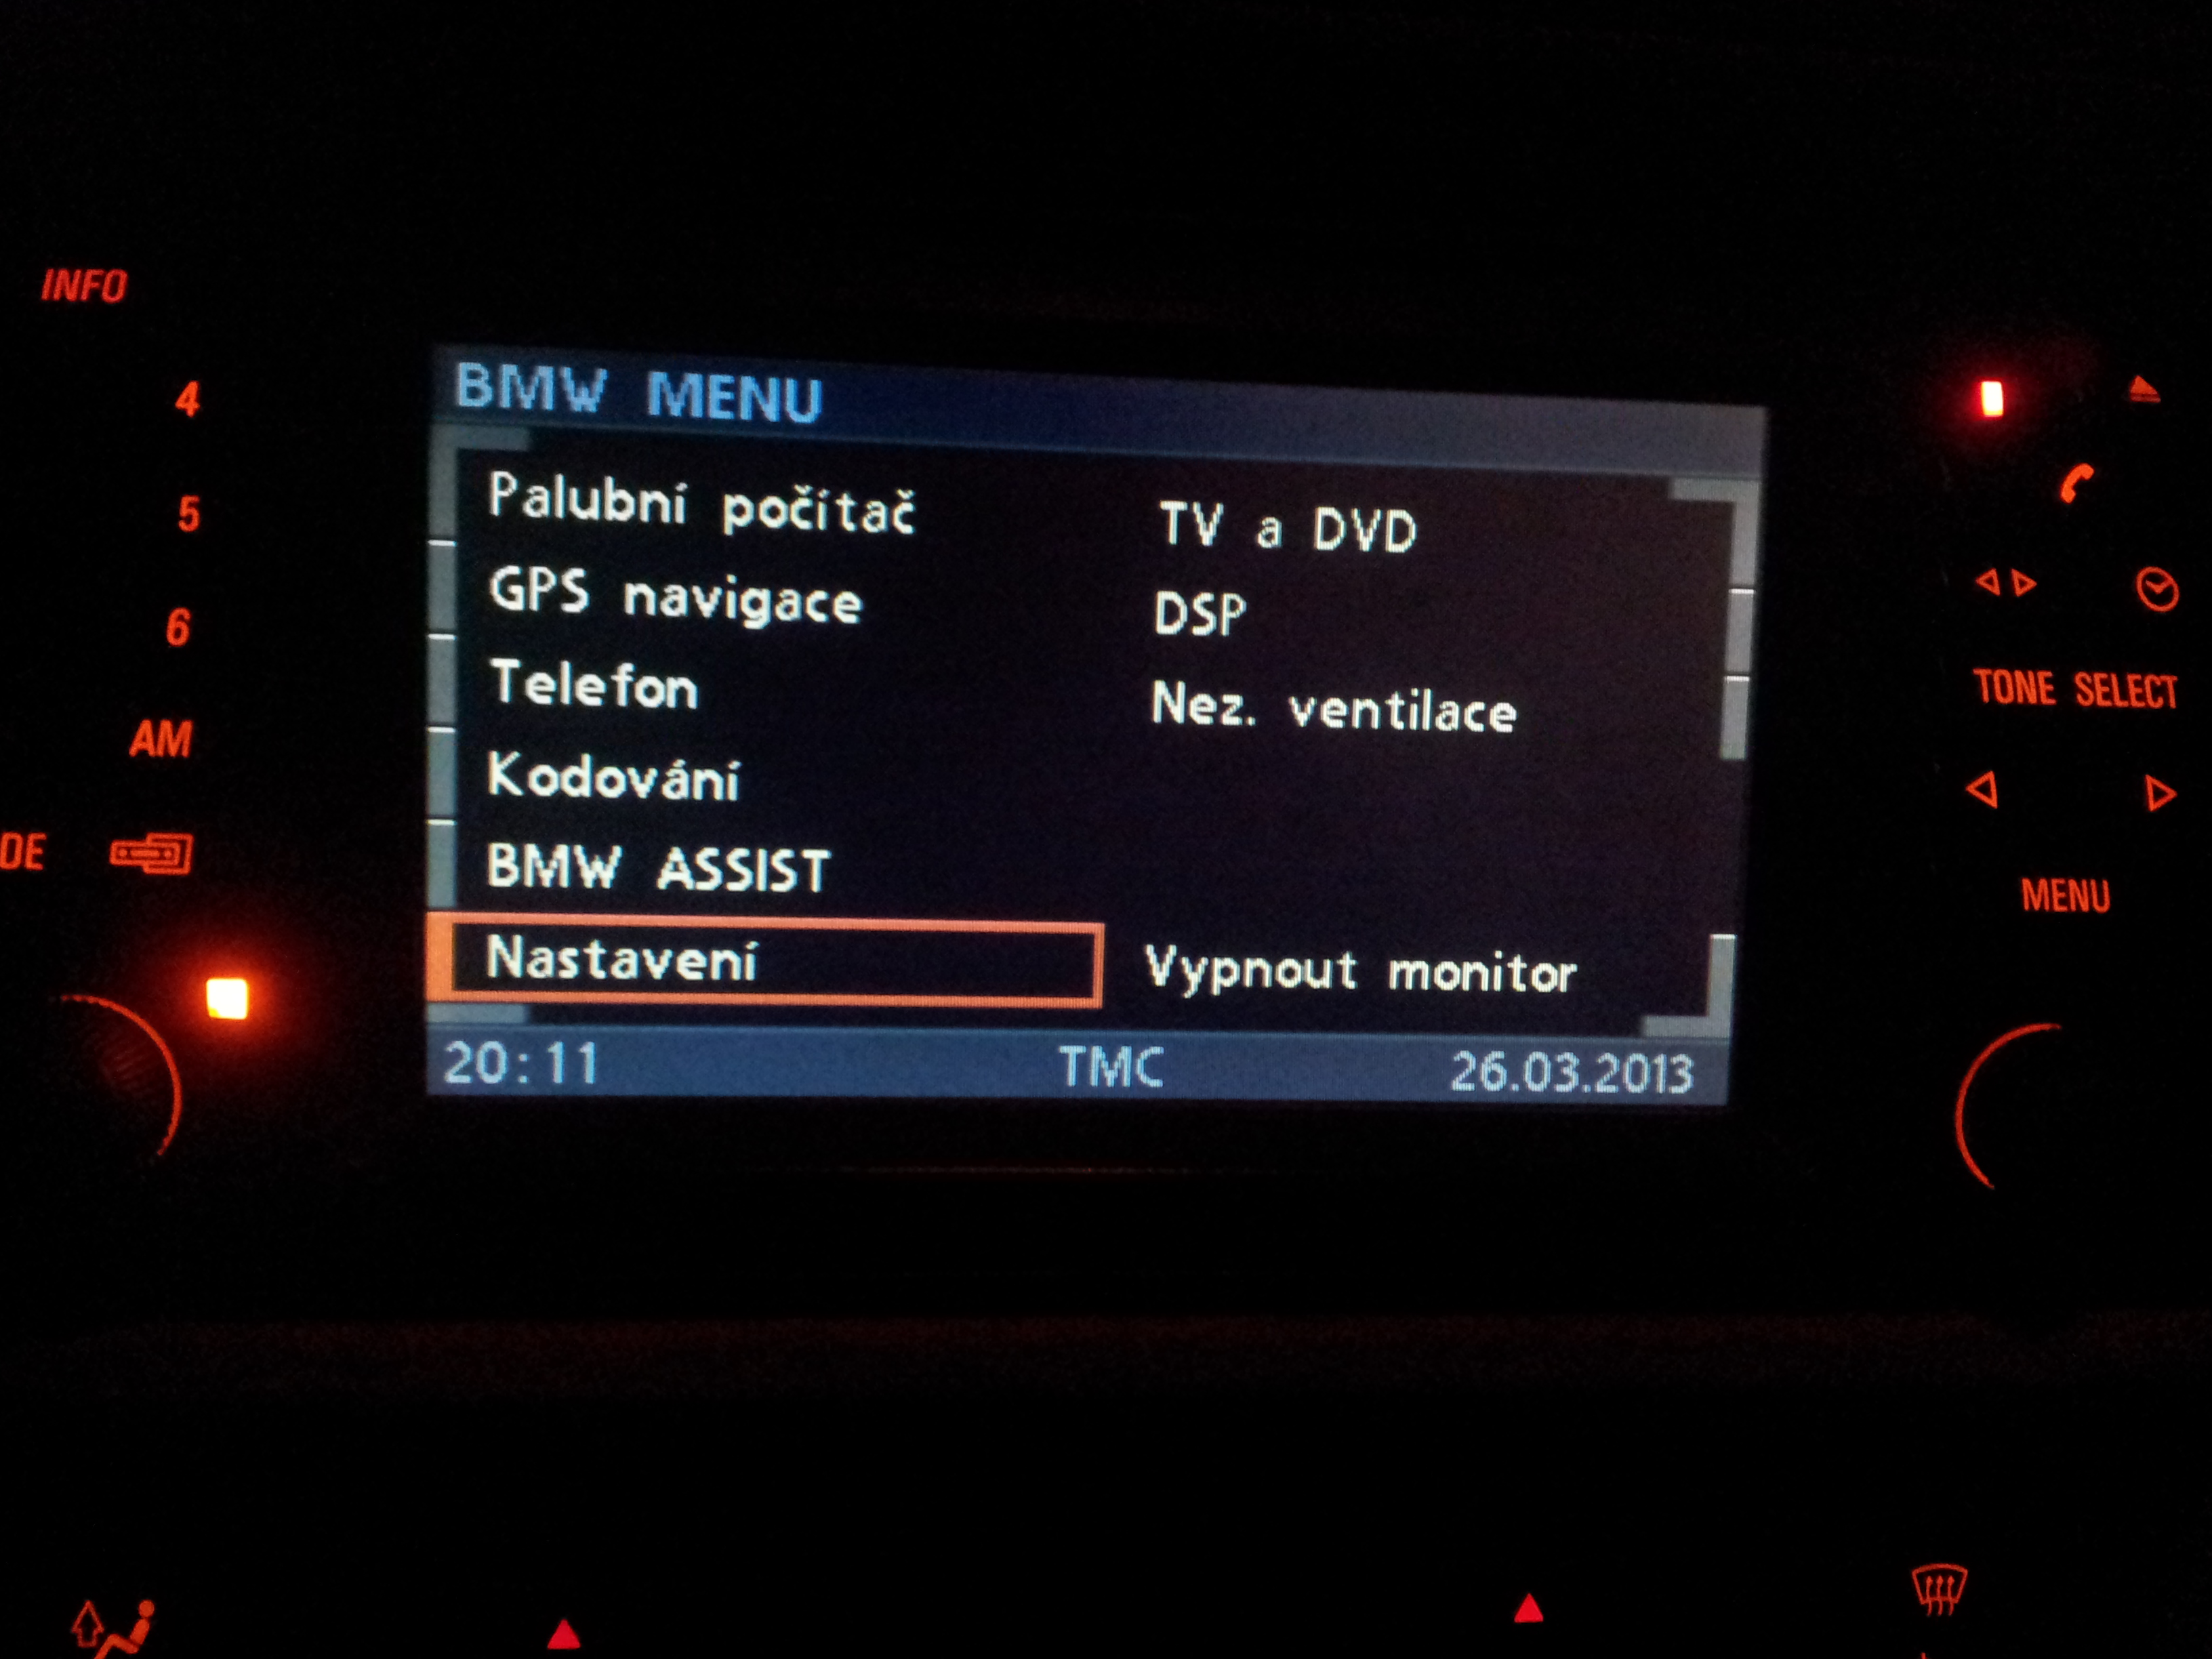 INFO
4
5
6
AM
DE
BMW MENU
Palubní počítač
GPS navigace
Telefon
Kodování
BMW ASSIST
Nastavení
TV a DVD
DSP
Nez. ventilace
Vypnout monitor
20:11 TMC 26.03.2013
TONE SELECT
MENU